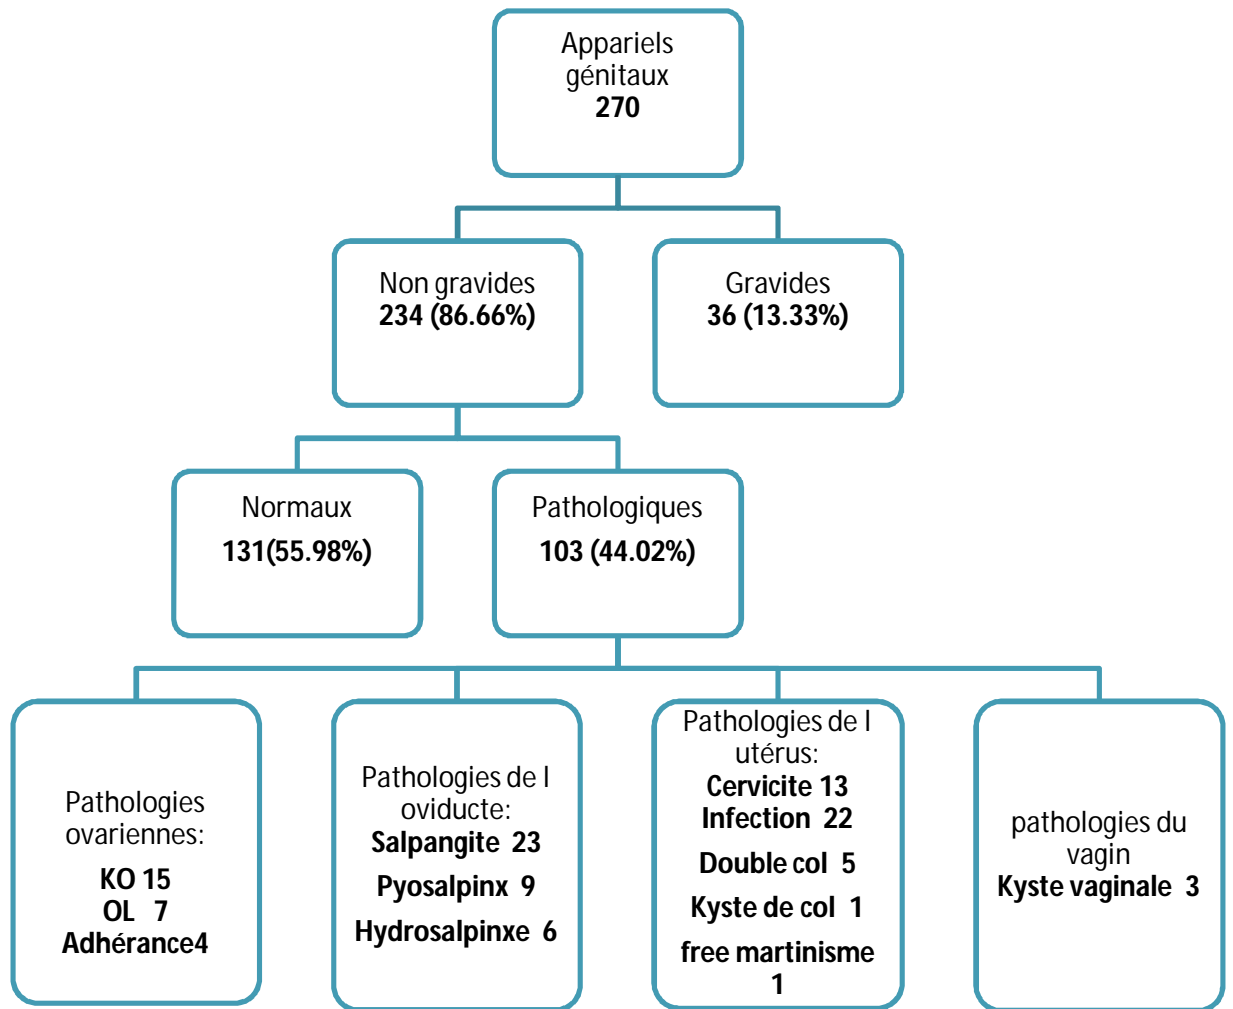 Appariels
génitaux
270
Non gravides
234 (86.66%)
Gravides
36 (13.33%)
Normaux
131(55.98%)
Pathologiques
103 (44.02%)
Pathologies
ovariennes:
KO 15
OL 7
Adhérance4
Pathologies de l
oviducte:
Salpangite 23
Pyosalpinx 9
Hydrosalpinxe 6
Pathologies de l
utérus:
Cervicite 13
Infection 22
Double col 5
Kyste de col 1
free martinisme
1
pathologies du
vagin
Kyste vaginale 3